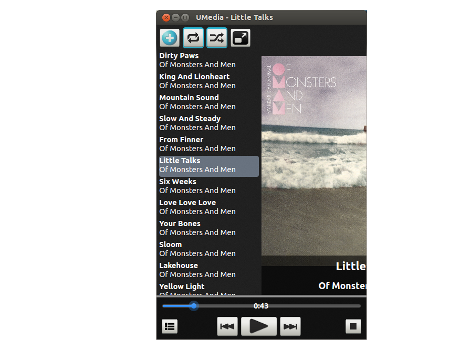 UMedia - Little Talks
Dirty Paws
Of Monsters And Men
King And Lionheart
Of Monsters And Men
Mountain Sound
Of Monsters And Men
Slow And Steady
Of Monsters And Men
From Finner
Of Monsters And Men
Little Talks
Of Monsters And Men
Six Weeks
Of Monsters And Men
Love Love Love
Of Monsters And Men
Your Bones
Of Monsters And Men
Sloom
Of Monsters And Men
Lakehouse
Of Monsters And Men
Yellow Light
OF
MONSTERS
AND
MEN
Little
Of Monster
0:43